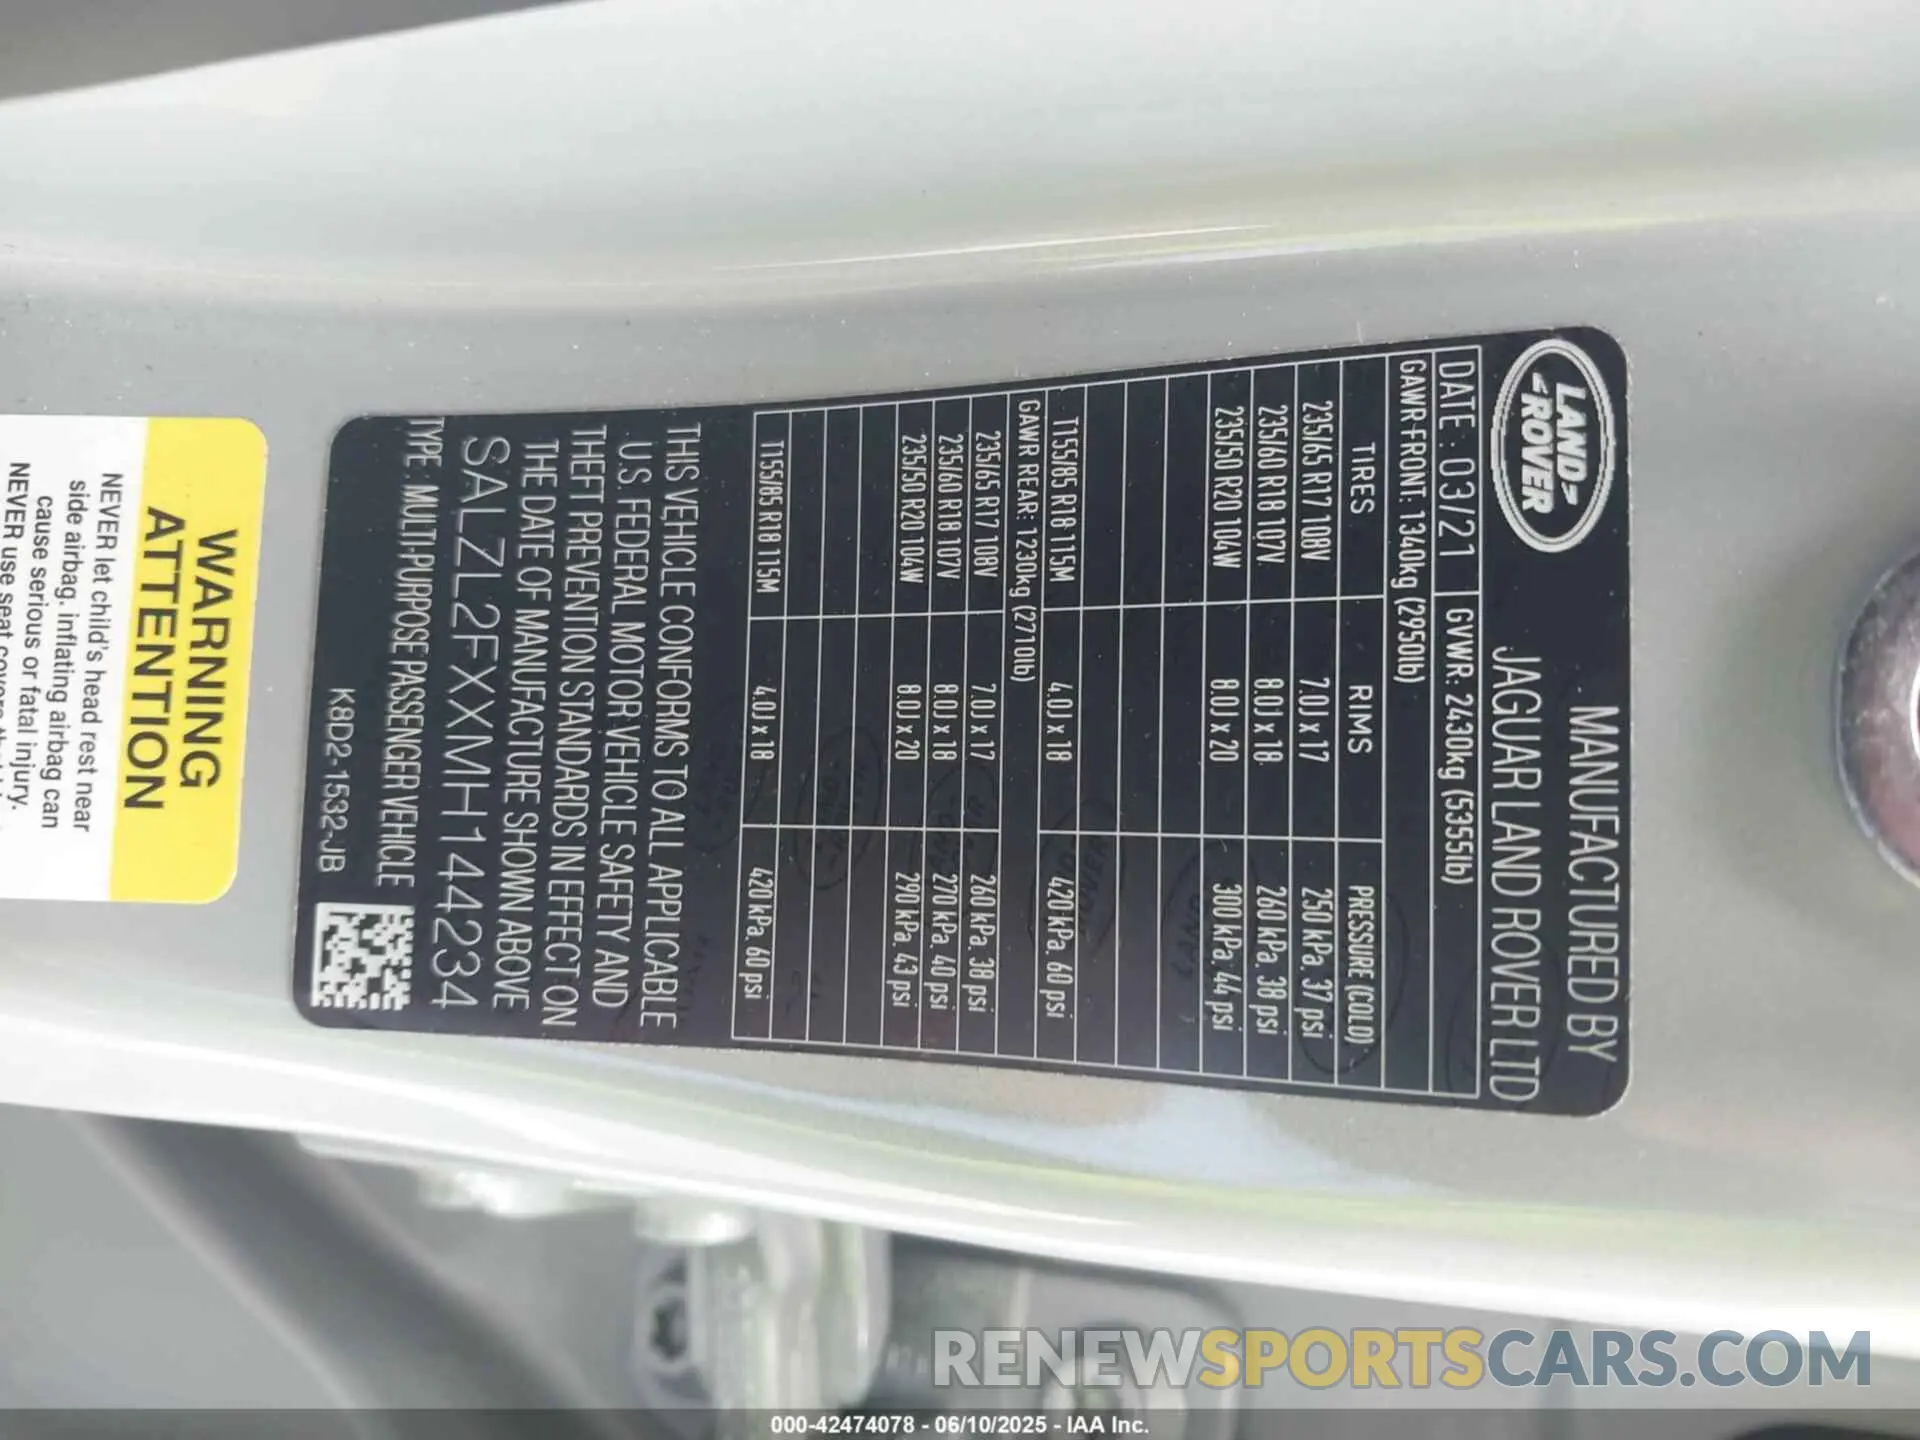 LAND-
-ROVER
MANUFACTURED BY
JAGUAR LAND ROVER LTD
DATE : 03/21 GVWR: 2430kg (5355lb)
GAWR FRONT: 1340kg (2950lb)
TIRES RIMS PRESSURE (COLD)
235/65 R17 108V 7.0J x 17 250 kPa. 37 psi
235/60 R18 107V. 8.0J x 18 260 kPa. 38 psi
235/50 R20 104W 8.0J x 20 300 kPa. 44 psi
T155/85 R18 115M 4.0J x 18 420 kPa. 60 psi
GAWR REAR: 1230kg (2710lb)
235/65 R17 108V 7.0J x 17 260 kPa. 38 psi
235/60 R18 107V 8.0J x 18 270 kPa. 40 psi
235/50 R20 104W 8.0J x 20 290 kPa. 43 psi
T155/85 R18 115M 4.0J x 18 420 kPa. 60 psi
THIS VEHICLE CONFORMS TO ALL APPLICABLE
U.S. FEDERAL MOTOR VEHICLE SAFETY AND
THEFT PREVENTION STANDARDS IN EFFECT ON
THE DATE OF MANUFACTURE SHOWN ABOVE
SALZL2FXXMH144234
TYPE : MULTI-PURPOSE PASSENGER VEHICLE
K8D2-1532-JB
WARNING
ATTENTION
NEVER let child's head rest near
side airbag. inflating airbag can
cause serious or fatal injury.
NEVER use seat covers
RENEWSPORTSCARS.COM
000-42474078 - 06/10/2025 - IAA Inc.